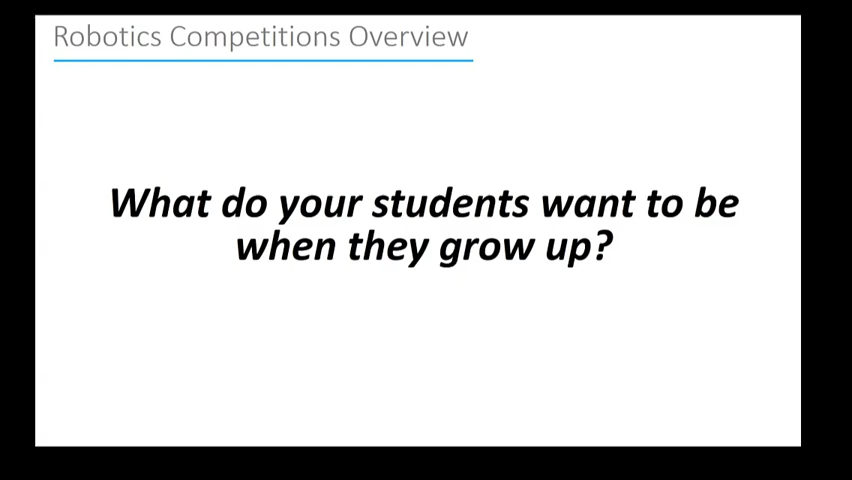 Robotics Competitions Overview
What do your students want to be
when they grow up?